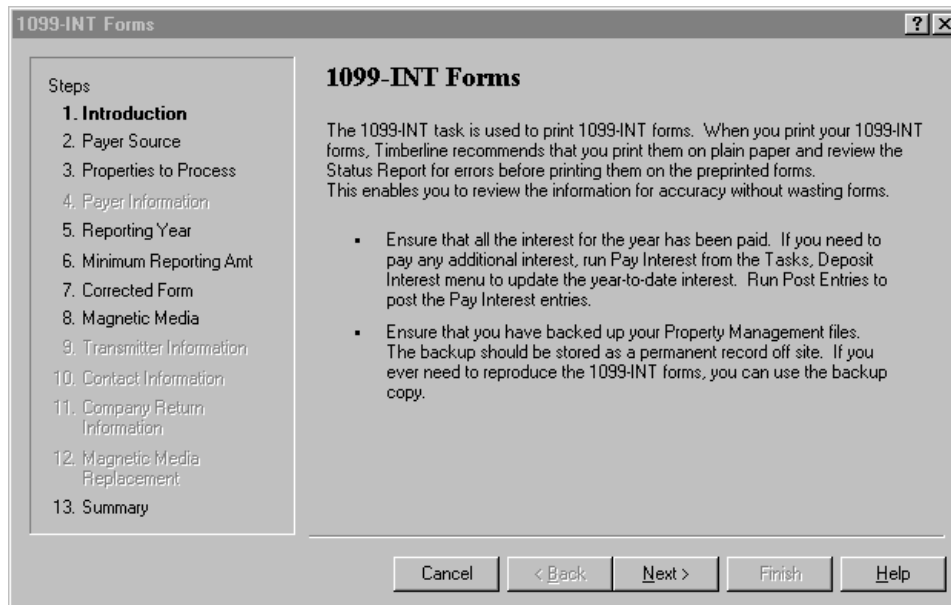 1099-INT Forms
?
Steps
1. Introduction
2. Payer Source
3. Properties to Process
4. Payer Information
5. Reporting Year
6. Minimum Reporting Amt
7. Corrected Form
8. Magnetic Media
9. Transmitter Information
10. Contact Information
11. Company Return
Information
12. Magnetic Media
Replacement
13. Summary
1099-INT Forms
The 1099-INT task is used to print 1099-INT forms. When you print your 1099-INT
forms, Timberline recommends that you print them on plain paper and review the
Status Report for errors before printing them on the preprinted forms.
This enables you to review the information for accuracy without wasting forms.
▪ Ensure that all the interest for the year has been paid. If you need to
pay any additional interest, run Pay Interest from the Tasks, Deposit
Interest menu to update the year-to-date interest. Run Post Entries to
post the Pay Interest entries.
▪ Ensure that you have backed up your Property Management files.
The backup should be stored as a permanent record off site. If you
ever need to reproduce the 1099-INT forms, you can use the backup
copy.
Cancel < Back Next > Finish Help